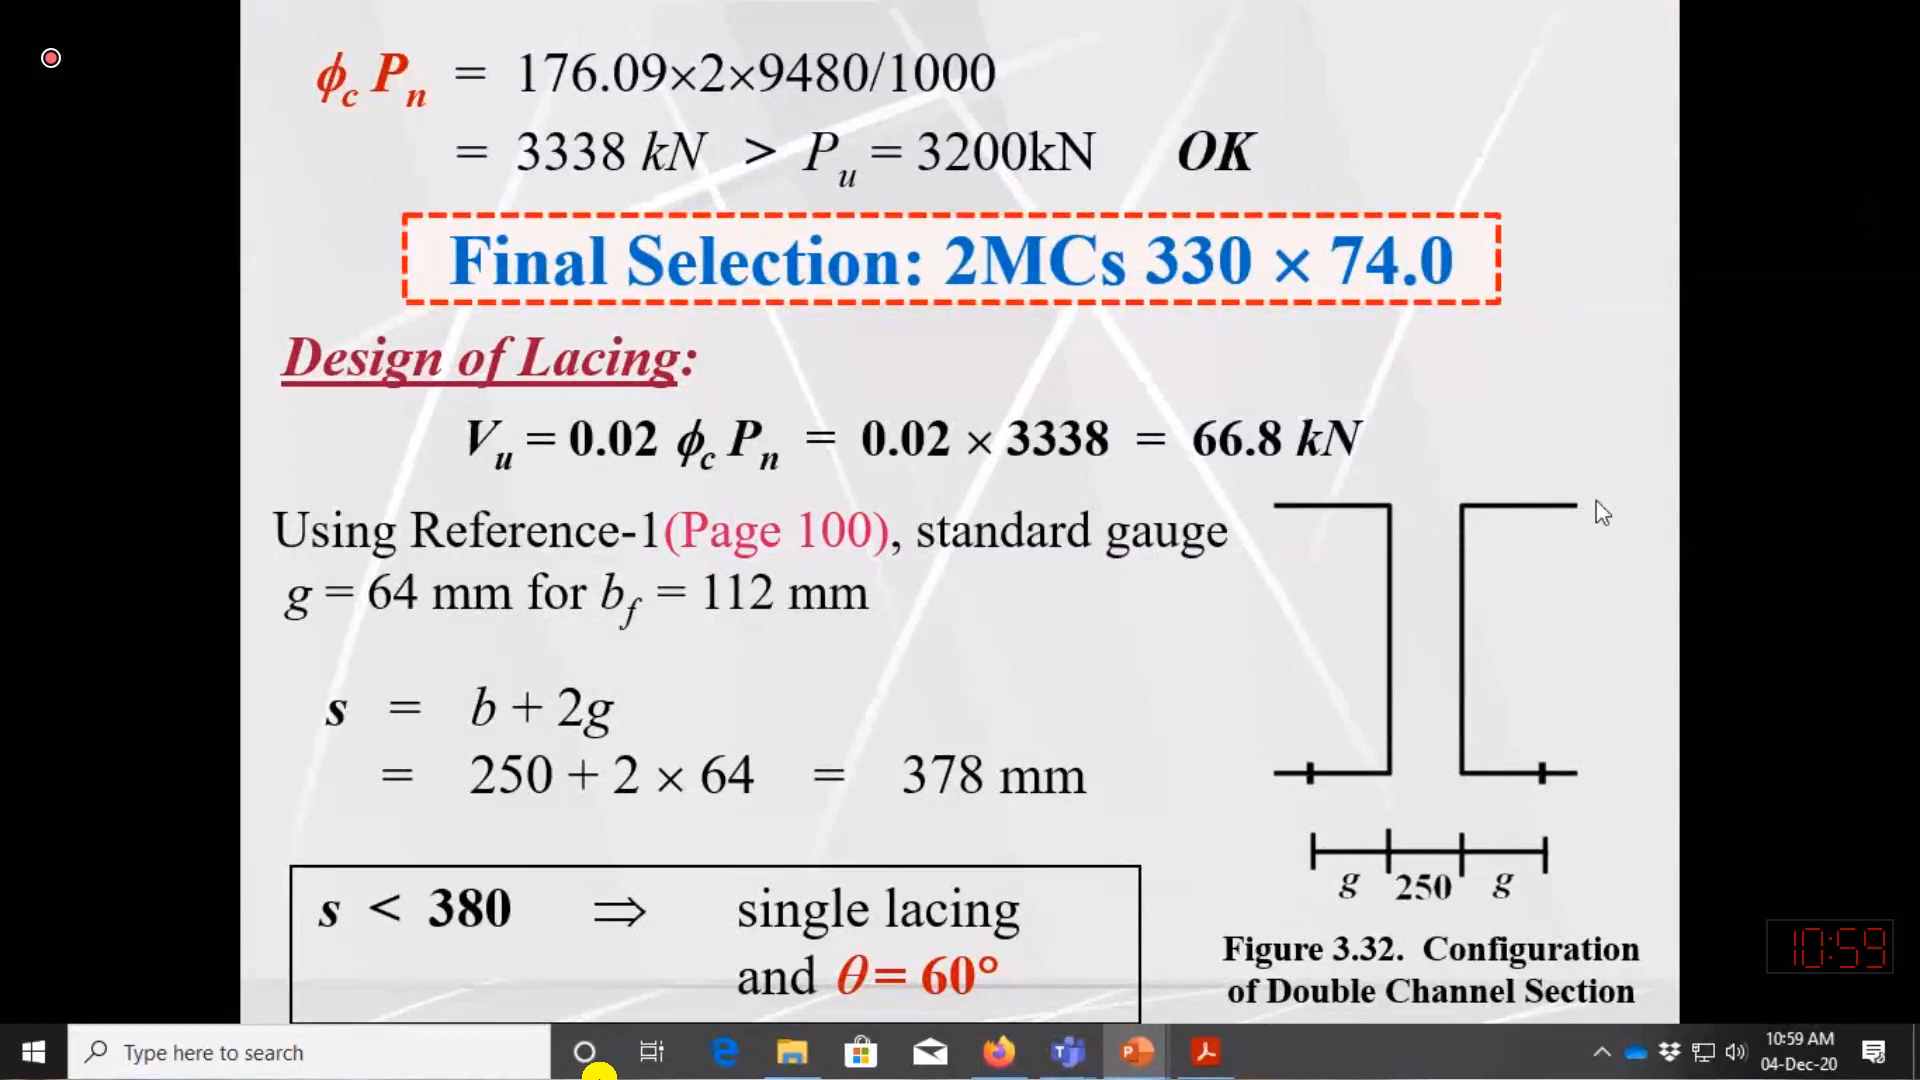 ϕc Pn = 176.09×2×9480/1000
= 3338 kN > Pu = 3200kN OK
Final Selection: 2MCs 330 × 74.0
Design of Lacing:
Vu = 0.02 ϕc Pn = 0.02 × 3338 = 66.8 kN
Using Reference-1(Page 100), standard gauge
g = 64 mm for bf = 112 mm
s = b + 2g
= 250 + 2 × 64 = 378 mm
s < 380 ⇒ single lacing
and θ = 60°
g 250 g
Figure 3.32. Configuration
of Double Channel Section
10:59
Type here to search
10:59 AM
04-Dec-20